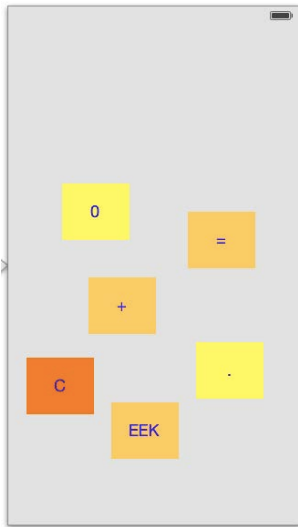 0
=
+
.
C
EEK